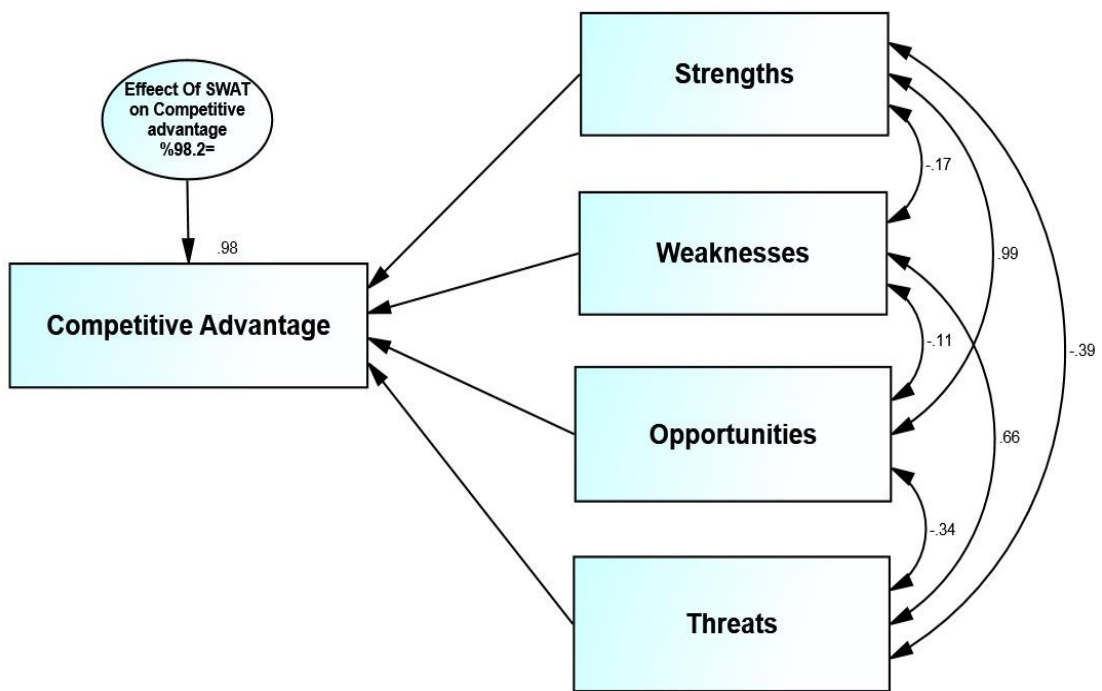 Effeect Of SWAT
on Competitive
advantage
%98.2=
.98
Competitive Advantage
Strengths
-.17
Weaknesses
.99
-.11
-.39
Opportunities
.66
-.34
Threats